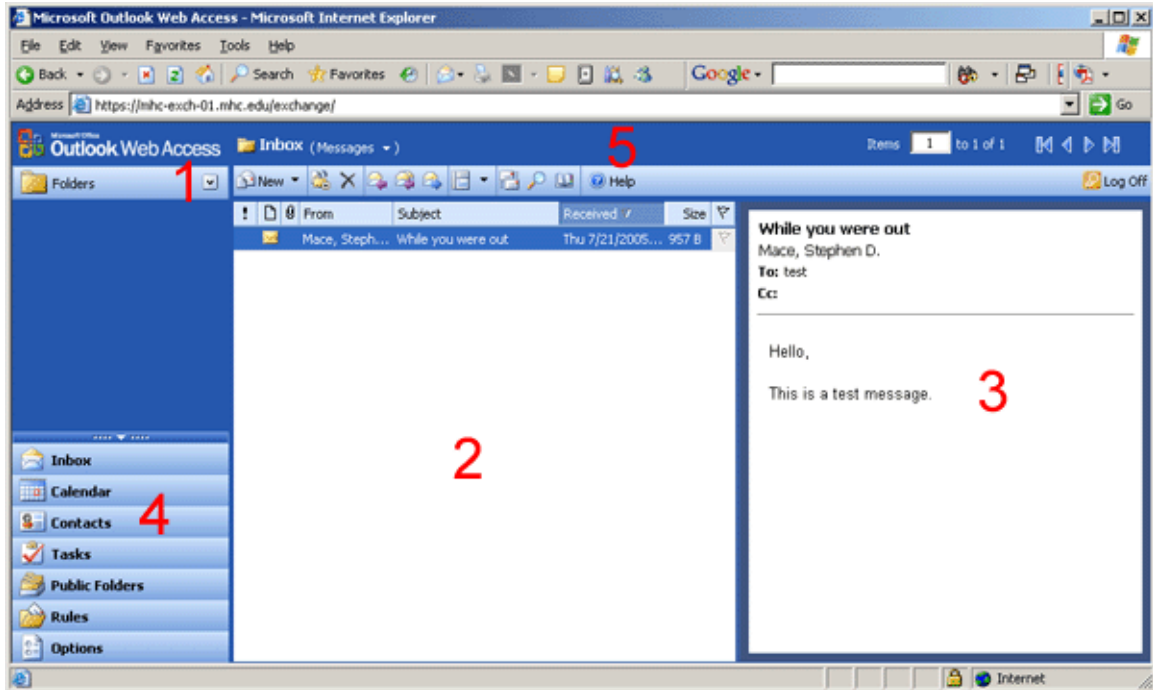 Microsoft Outlook Web Access - Microsoft Internet Explorer
File Edit View Favorites Tools Help
Back Search Favorites Google
Address https://mhc-exch-01.mhc.edu/exchange/ Go
Microsoft Office
Outlook Web Access Inbox (Messages ) 5 Items 1 to 1 of 1
1
Folders New Help Log Off
! From Subject Received Size
Mace, Steph... While you were out Thu 7/21/2005... 957 B
While you were out
Mace, Stephen D.
To: test
Cc:
Hello,
This is a test message.
3
2
Inbox
Calendar
4
Contacts
Tasks
Public Folders
Rules
Options
Internet